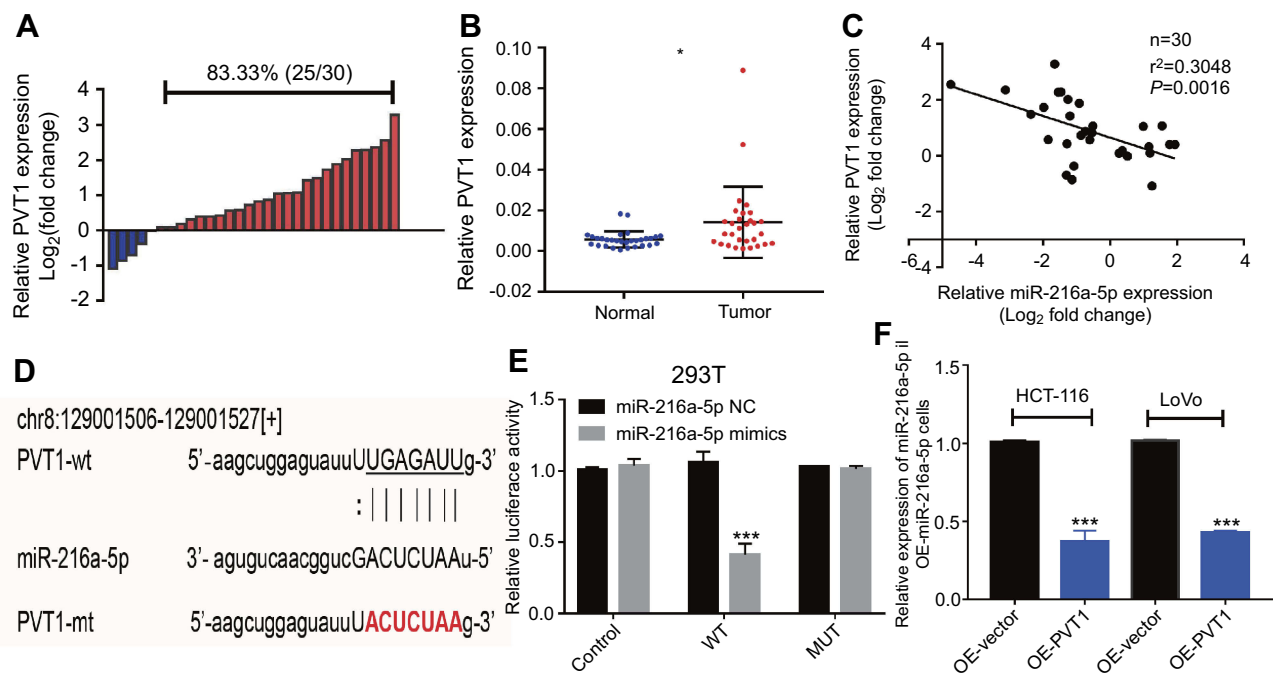 A
83.33% (25/30)
Relative PVT1 expression
Log2(fold change)
4
3
2
1
0
-1
-2
B
*
Relative PVT1 expression
0.10
0.08
0.06
0.04
0.02
0.00
-0.02
Normal
Tumor
C
n=30
r²=0.3048
P=0.0016
Relative PVT1 expression
(Log2 fold change)
4
2
0
-2
-4
-6
-4
-2
0
2
4
Relative miR-216a-5p expression
(Log2 fold change)
D
chr8:129001506-129001527[+]
PVT1-wt 5'-aagcuggaguauuUUGAGAUUg-3'
: | | | | | | |
miR-216a-5p 3'- agugucaacggucGACUCUAAu-5'
PVT1-mt 5'-aagcuggaguauuUACUCUAAg-3'
E
293T
miR-216a-5p NC
miR-216a-5p mimics
Relative luciferace activity
1.5
1.0
0.5
0.0
***
Control
WT
MUT
F
Relative expression of miR-216a-5p il
OE-miR-216a-5p cells
1.5
1.0
0.5
0.0
HCT-116
LoVo
***
***
OE-vector
OE-PVT1
OE-vector
OE-PVT1